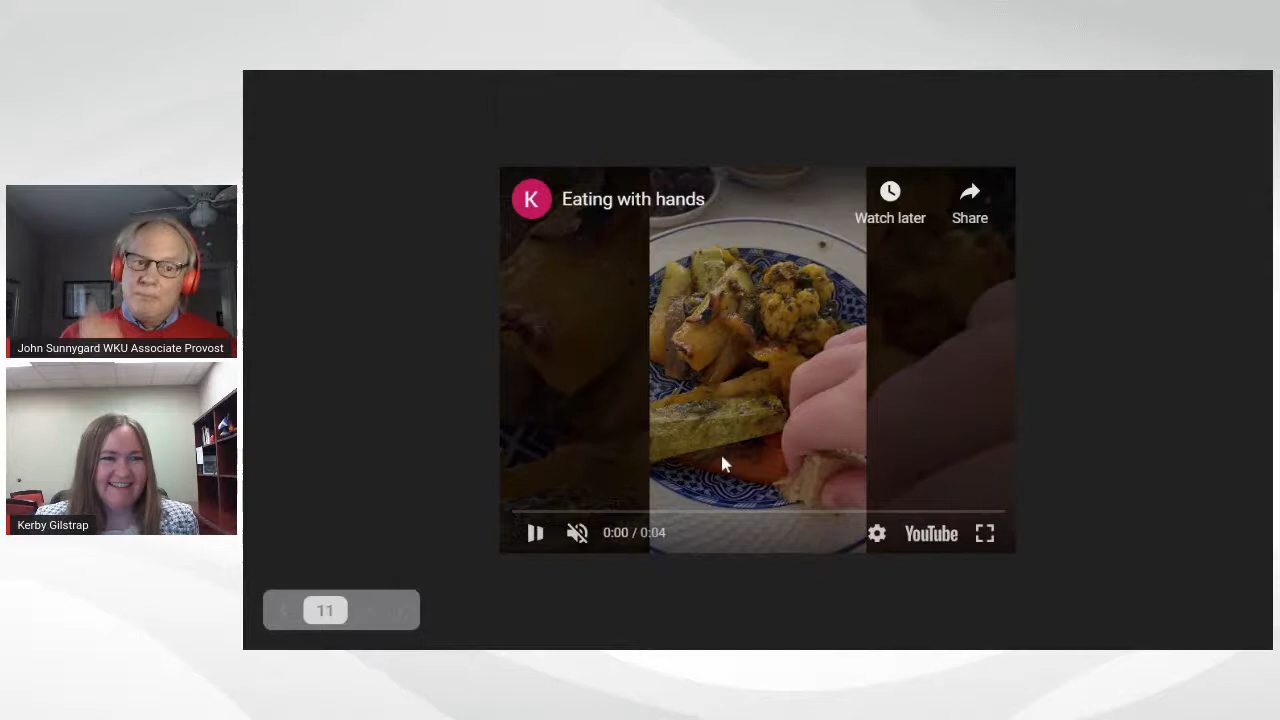 John Sunnygard WKU Associate Provost
Kerby Gilstrap
K
Eating with hands
Watch later
Share
0:00 / 0:04
YouTube
11